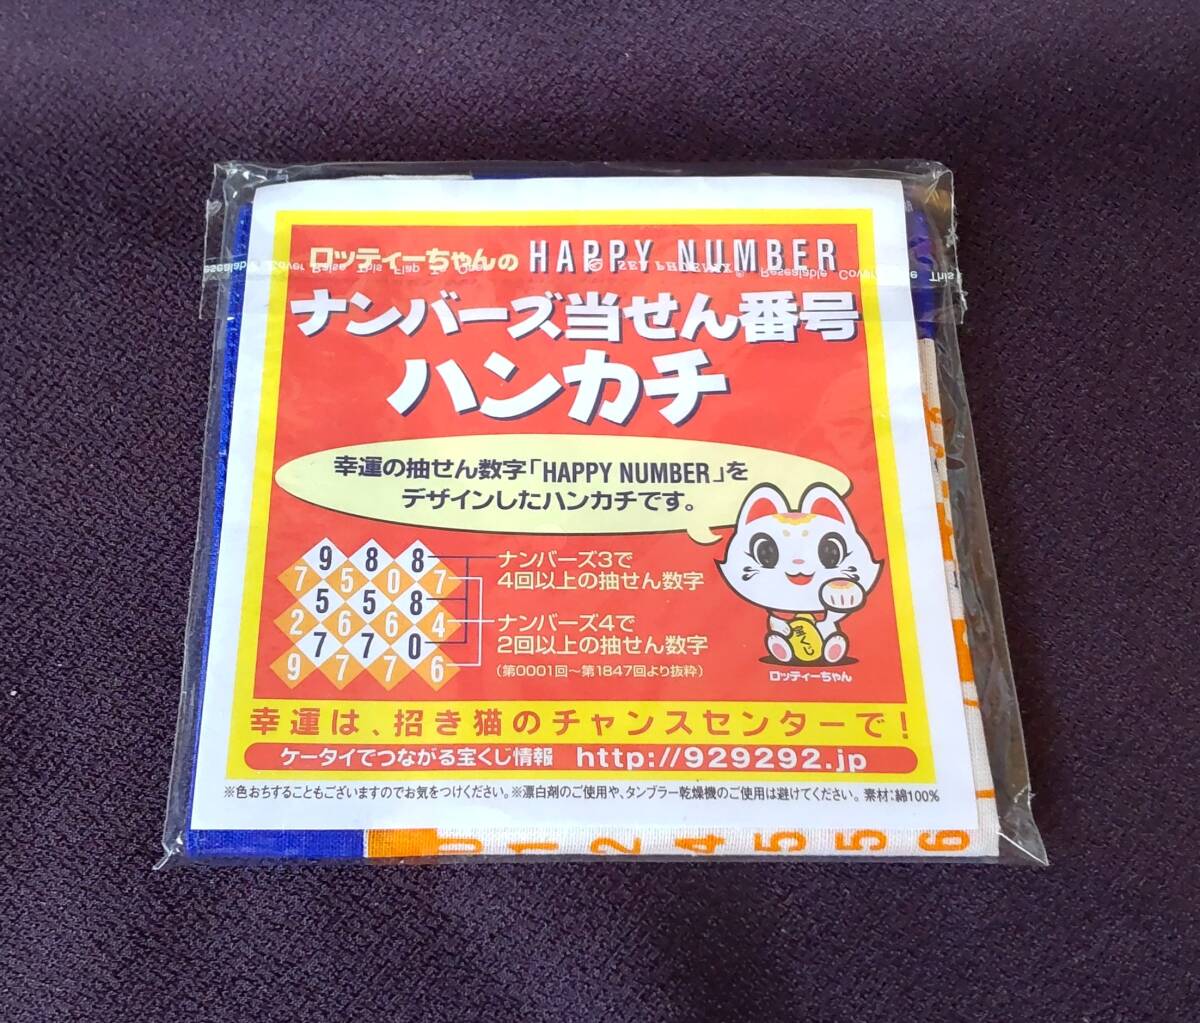 ロッティーちゃんの HAPPY NUMBER
ナンバーズ当せん番号
ハンカチ
幸運の抽せん数字「HAPPY NUMBER」を
デザインしたハンカチです。
9 8 8
7 5 0 7
5 5 8
2 6 6 4
7 7 0
9 7 7 6
ナンバーズ3で
4回以上の抽せん数字
ナンバーズ4で
2回以上の抽せん数字
(第0001回〜第1847回より抜粋)
宝くじ
ロッティーちゃん
幸運は、招き猫のチャンスセンターで!
ケータイでつながる宝くじ情報 http://929292.jp
※色おちすることもございますのでお気をつけください。※漂白剤のご使用や、タンブラー乾燥機のご使用は避けてください。 素材:綿100%
0 1 2 4 5 5 6